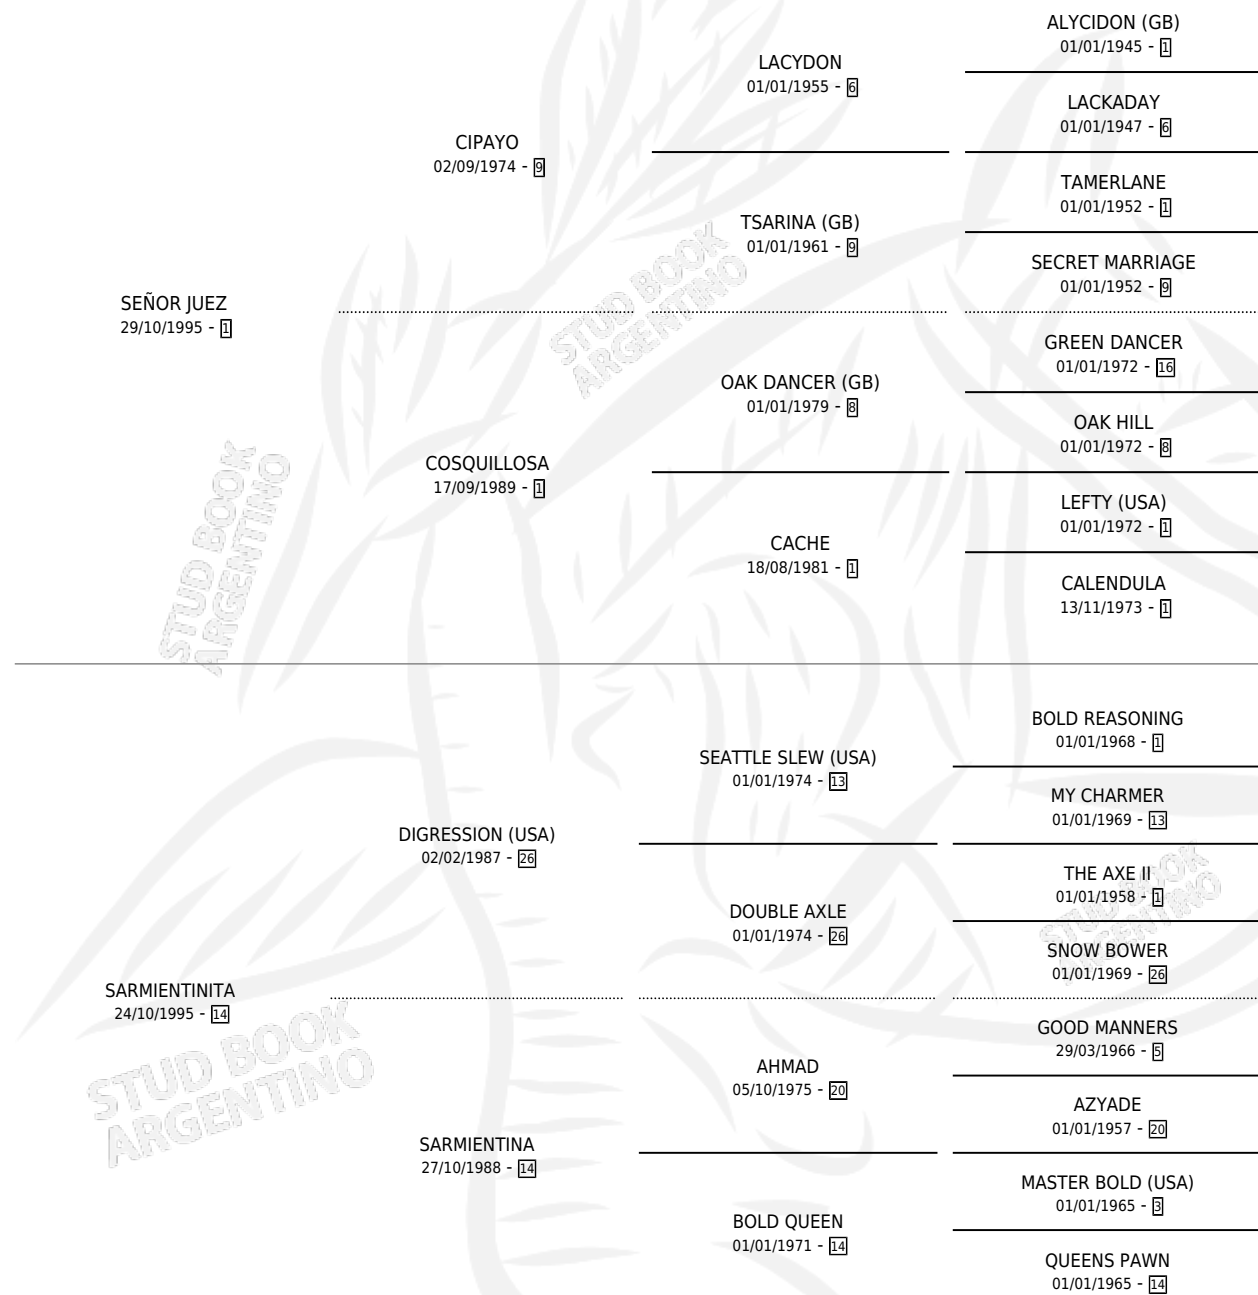 ALYCIDON (GB)
01/01/1945 - 1
LACYDON
01/01/1955 - 6
LACKADAY
01/01/1947 - 6
CIPAYO
02/09/1974 - 9
TAMERLANE
01/01/1952 - 1
TSARINA (GB)
01/01/1961 - 9
SECRET MARRIAGE
01/01/1952 - 9
SEÑOR JUEZ
29/10/1995 - 1
STUD BOOK
ARGENTINO
GREEN DANCER
01/01/1972 - 16
OAK DANCER (GB)
01/01/1979 - 8
OAK HILL
01/01/1972 - 8
COSQUILLOSA
17/09/1989 - 1
LEFTY (USA)
01/01/1972 - 1
CACHE
18/08/1981 - 1
CALENDULA
13/11/1973 - 1
STUD BOOK
ARGENTINO
BOLD REASONING
01/01/1968 - 1
SEATTLE SLEW (USA)
01/01/1974 - 13
MY CHARMER
01/01/1969 - 13
DIGRESSION (USA)
02/02/1987 - 26
THE AXE II
01/01/1958 - 1
DOUBLE AXLE
01/01/1974 - 26
STUD BOOK
ARGENTINO
SNOW BOWER
01/01/1969 - 26
SARMIENTINITA
24/10/1995 - 14
GOOD MANNERS
29/03/1966 - 5
STUD BOOK
ARGENTINO
AHMAD
05/10/1975 - 20
AZYADE
01/01/1957 - 20
SARMIENTINA
27/10/1988 - 14
MASTER BOLD (USA)
01/01/1965 - 3
BOLD QUEEN
01/01/1971 - 14
QUEENS PAWN
01/01/1965 - 14